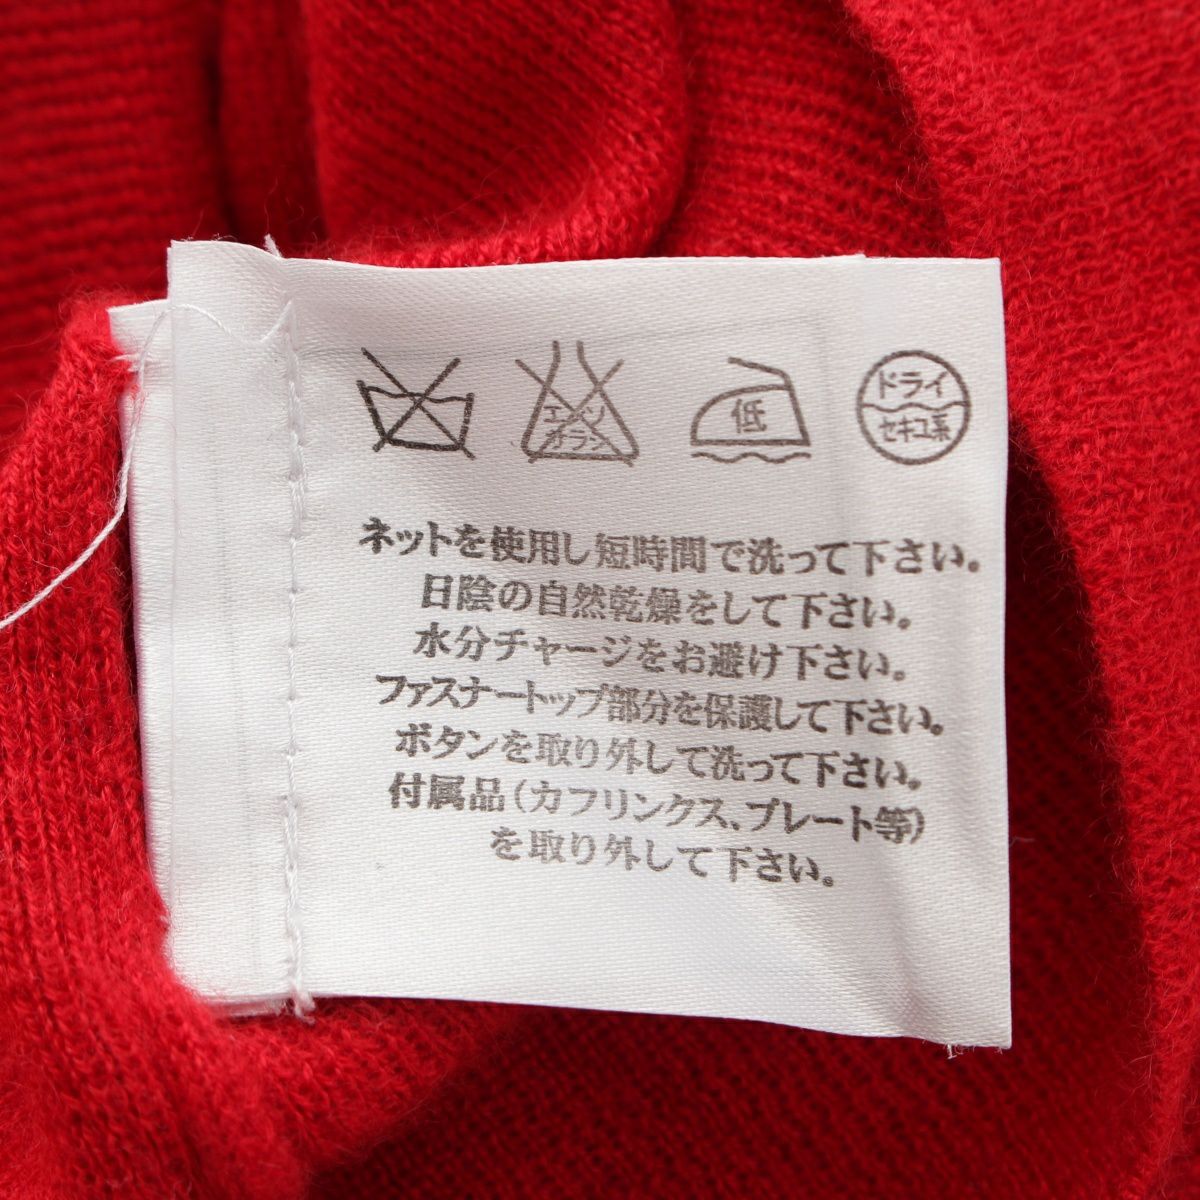 エンソ
サラシ
低
ドライ
セキユ系
ネットを使用し短時間で洗って下さい。
日陰の自然乾燥をして下さい。
水分チャージをお避け下さい。
ファスナートップ部分を保護して下さい。
ボタンを取り外して洗って下さい。
付属品(カフリンクス、プレート等)
を取り外して下さい。